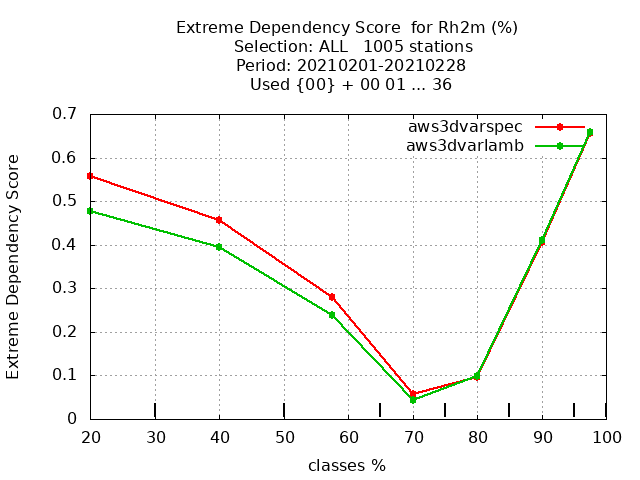 Extreme Dependency Score  for Rh2m (%)
Selection: ALL   1005 stations
Period: 20210201-20210228
Used {00} + 00 01 ... 36
aws3dvarspec
aws3dvarlamb
0.7
0.6
0.5
0.4
0.3
0.2
0.1
0
Extreme Dependency Score
20 30 40 50 60 70 80 90 100
classes %